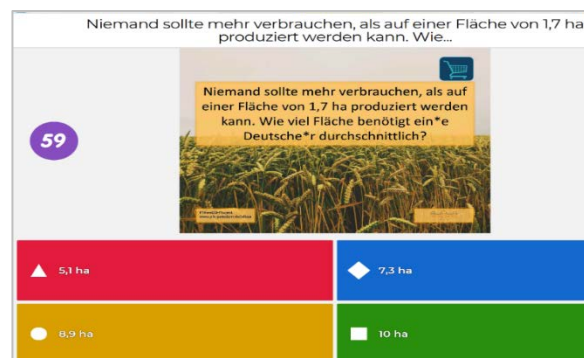 Niemand sollte mehr verbrauchen, als auf einer Fläche von 1,7 ha
produziert werden kann. Wie...
Niemand sollte mehr verbrauchen, als auf
einer Fläche von 1,7 ha produziert werden
kann. Wie viel Fläche benötigt ein*e
Deutsche*r durchschnittlich?
59
5,1 ha
7,3 ha
8,9 ha
10 ha